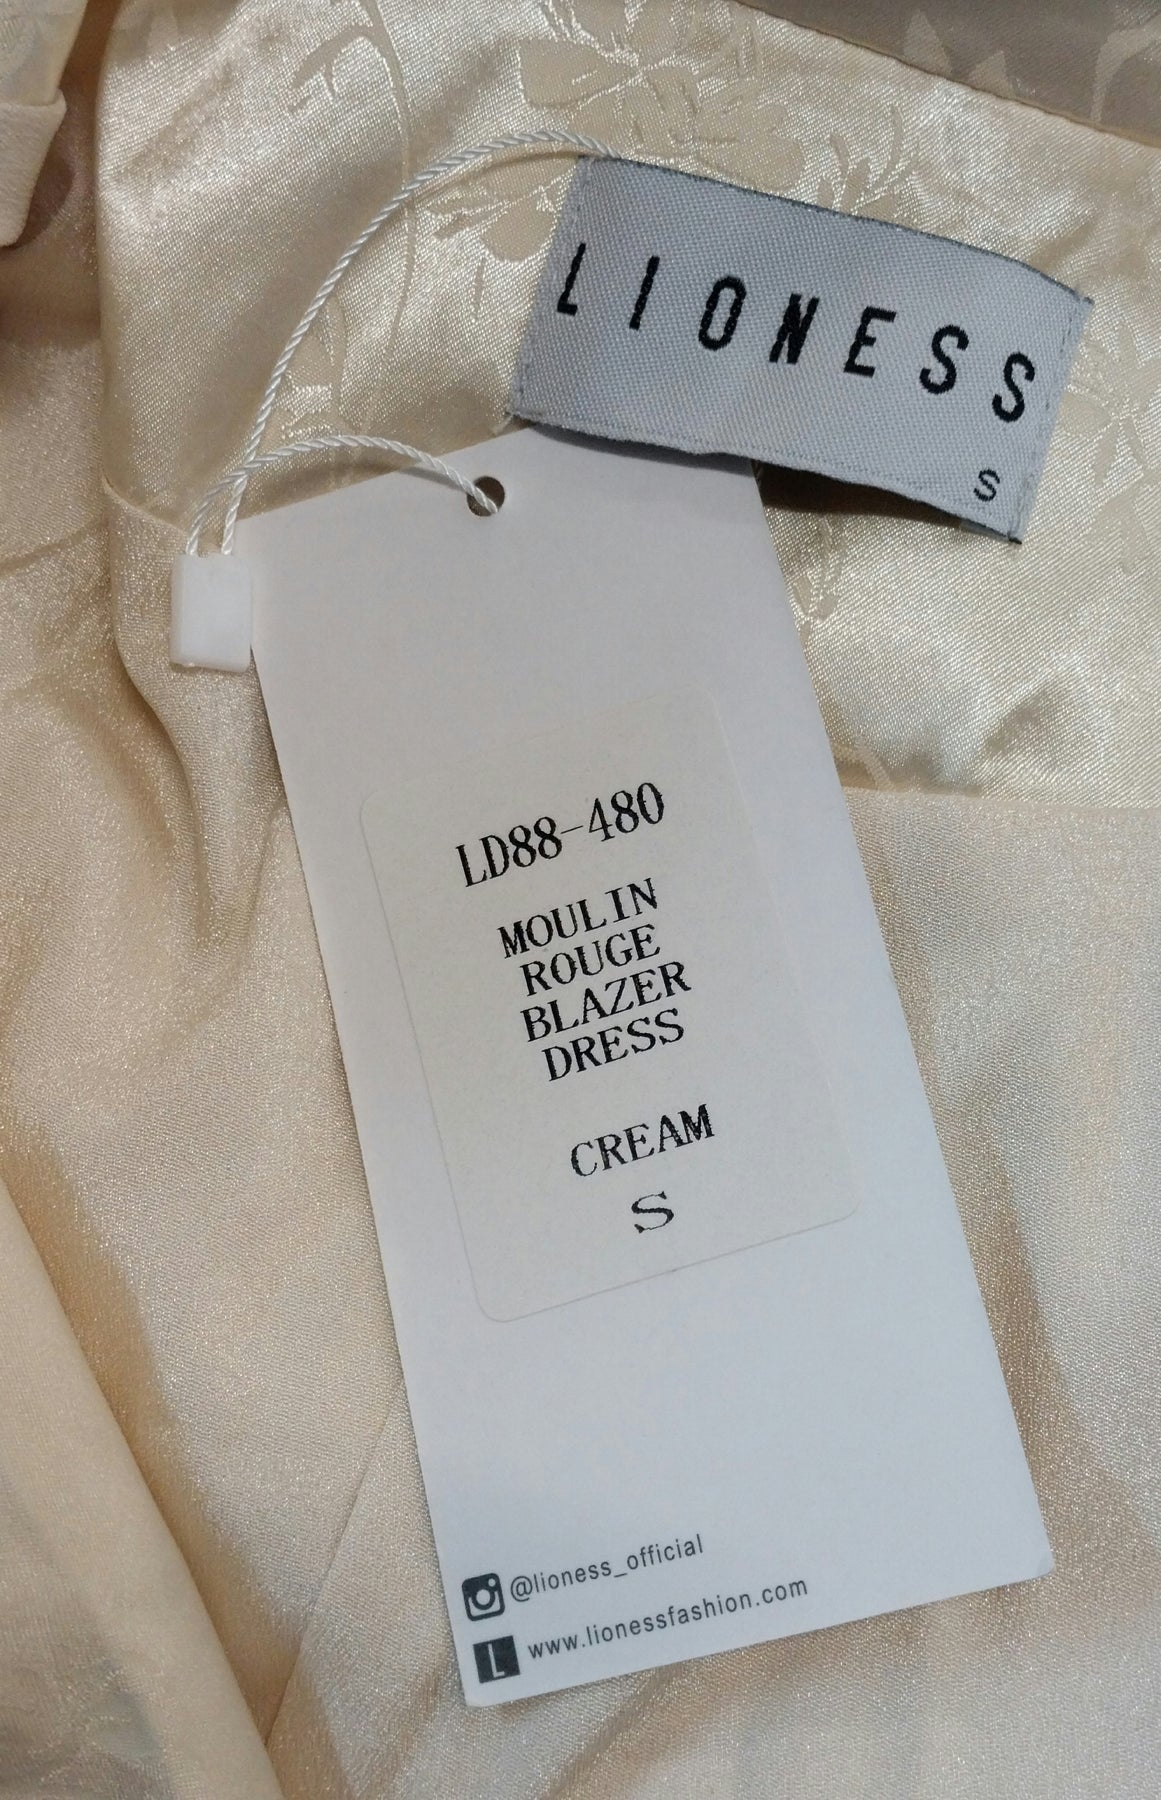 LIONESS
S
LD88-480
MOULIN
ROUGE
BLAZER
DRESS
CREAM
S
@lioness_official
L www.lionessfashion.com